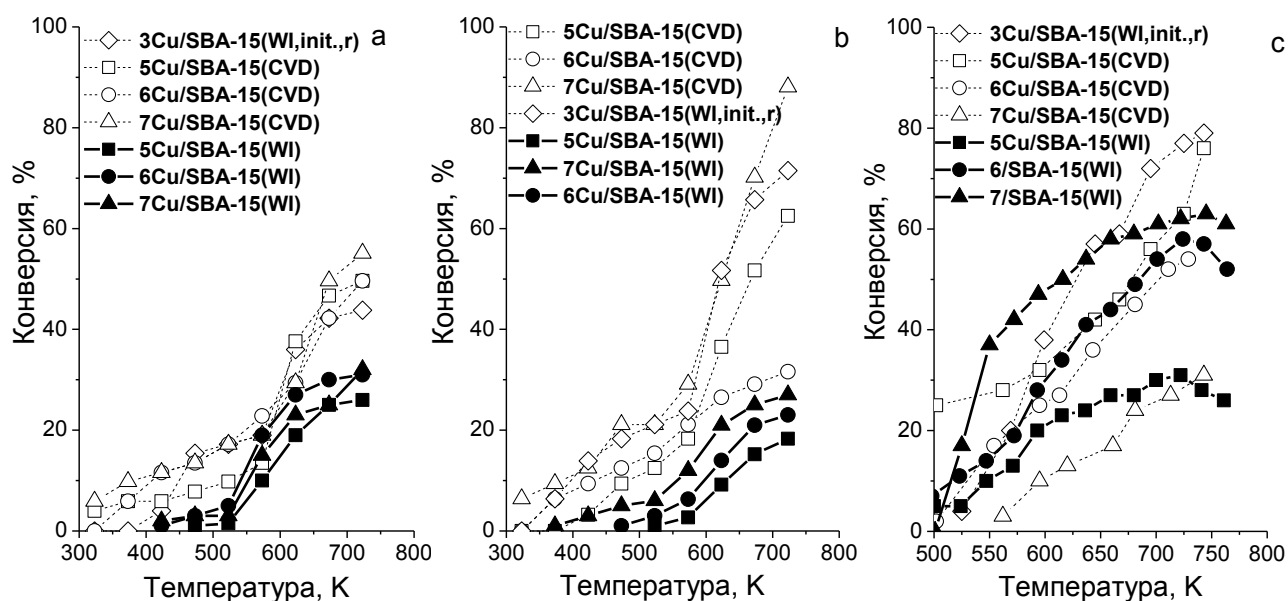 a
3Cu/SBA-15(WI,init.,r)
5Cu/SBA-15(CVD)
6Cu/SBA-15(CVD)
7Cu/SBA-15(CVD)
5Cu/SBA-15(WI)
6Cu/SBA-15(WI)
7Cu/SBA-15(WI)
Конверсия, %
100
80
60
40
20
0
300 400 500 600 700 800
Температура, K
b
5Cu/SBA-15(CVD)
6Cu/SBA-15(CVD)
7Cu/SBA-15(CVD)
3Cu/SBA-15(WI,init.,r)
5Cu/SBA-15(WI)
7Cu/SBA-15(WI)
6Cu/SBA-15(WI)
Конверсия, %
100
80
60
40
20
0
300 400 500 600 700 800
Температура, K
c
3Cu/SBA-15(WI,init.,r)
5Cu/SBA-15(CVD)
6Cu/SBA-15(CVD)
7Cu/SBA-15(CVD)
5Cu/SBA-15(WI)
6/SBA-15(WI)
7/SBA-15(WI)
Конверсия, %
100
80
60
40
20
0
500 550 600 650 700 750 800
Температура, K